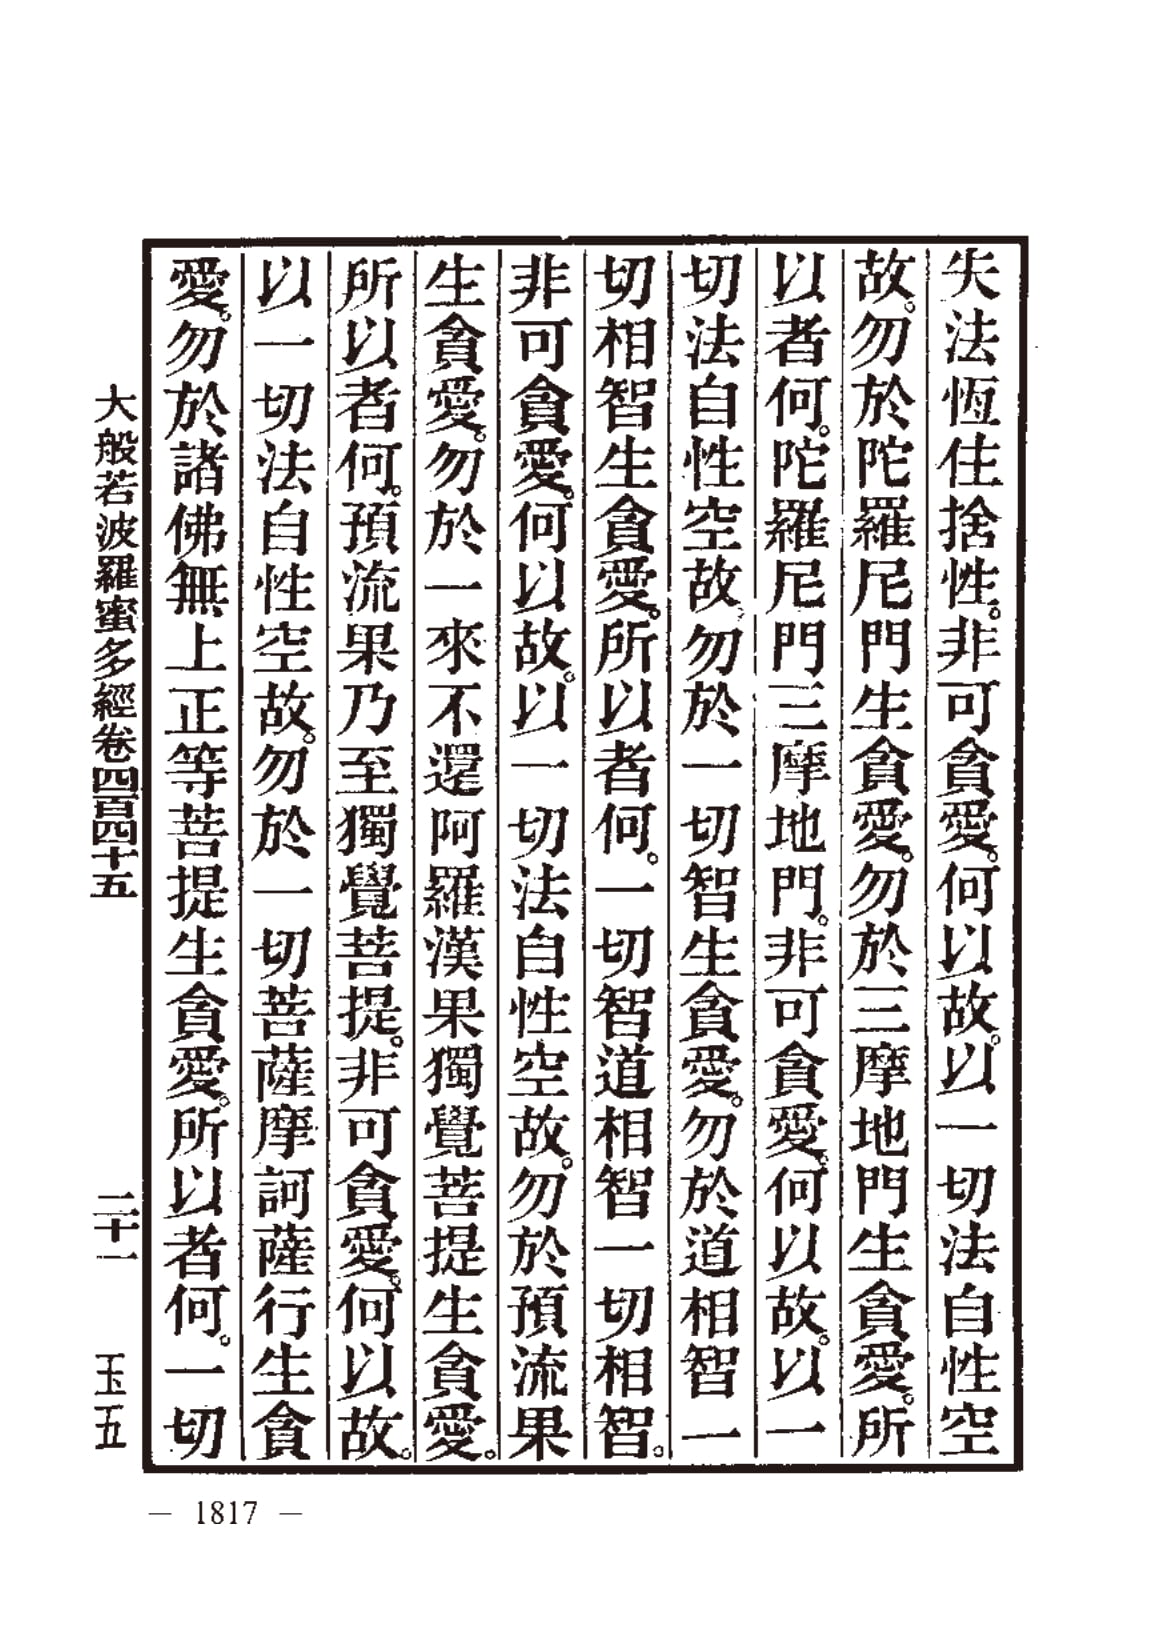 失法恆住捨性。非可貪愛。何以故。以一切法自性空
故。勿於陀羅尼門生貪愛。勿於三摩地門生貪愛。所
以者何。陀羅尼門三摩地門。非可貪愛。何以故。以一
切法自性空故。勿於一切智生貪愛。勿於道相智一
切相智生貪愛。所以者何。一切智道相智一切相智。
非可貪愛。何以故。以一切法自性空故。勿於預流果
生貪愛。勿於一來不還阿羅漢果獨覺菩提生貪愛。
所以者何。預流果乃至獨覺菩提。非可貪愛。何以故。
以一切法自性空故。勿於一切菩薩摩訶薩行生貪
愛。勿於諸佛無上正等菩提生貪愛。所以者何。一切
大般若波羅蜜多經卷四百四十五 二十一 玉五
— 1817 —